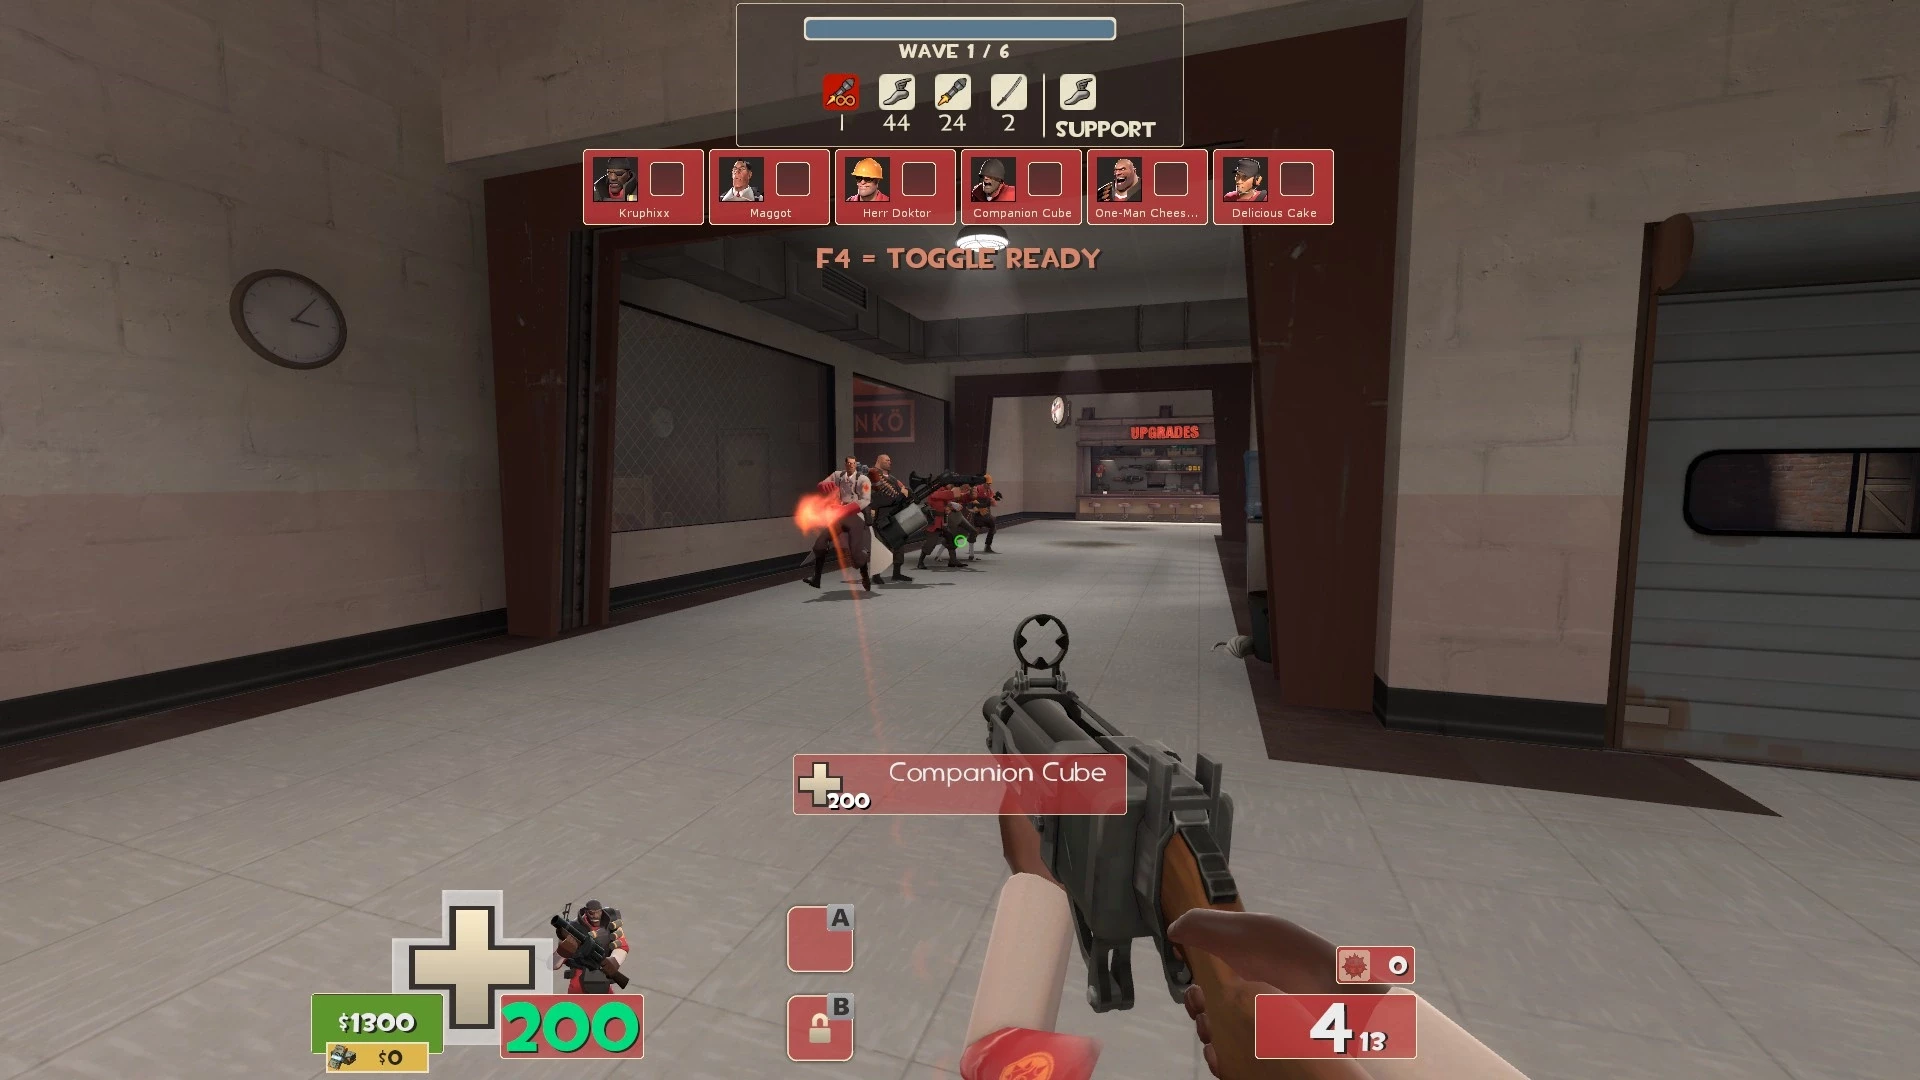 WAVE 1 / 6
1 44 24 2 SUPPORT
Kruphixx Maggot Herr Doktor Companion Cube One-Man Chees... Delicious Cake
F4 = TOGGLE READY
NKÖ
UPGRADES
Companion Cube
200
A
B
$1300
$0
200
0
4 13